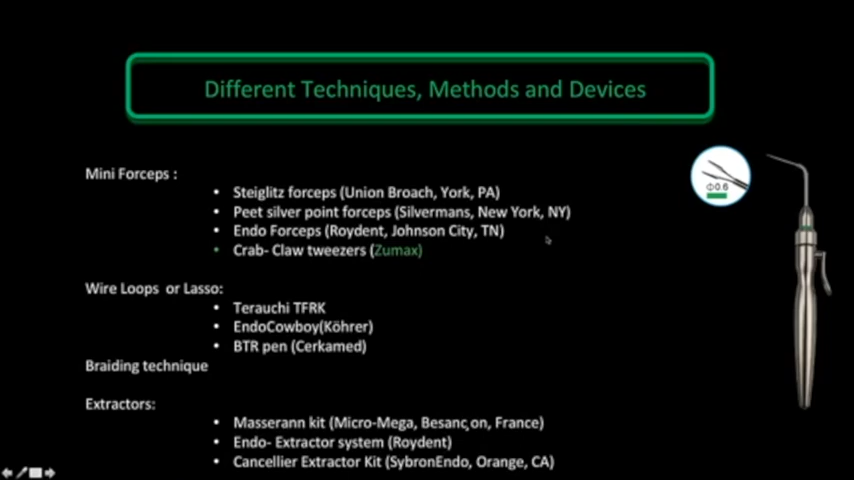 Different Techniques, Methods and Devices
Mini Forceps :
• Steiglitz forceps (Union Broach, York, PA)
• Peet silver point forceps (Silvermans, New York, NY)
• Endo Forceps (Roydent, Johnson City, TN)
• Crab- Claw tweezers (Zumax)
Φ0.6
Wire Loops or Lasso:
• Terauchi TFRK
• EndoCowboy(Köhrer)
• BTR pen (Cerkamed)
Braiding technique
Extractors:
• Masserann kit (Micro-Mega, Besanc¸on, France)
• Endo- Extractor system (Roydent)
• Cancellier Extractor Kit (SybronEndo, Orange, CA)